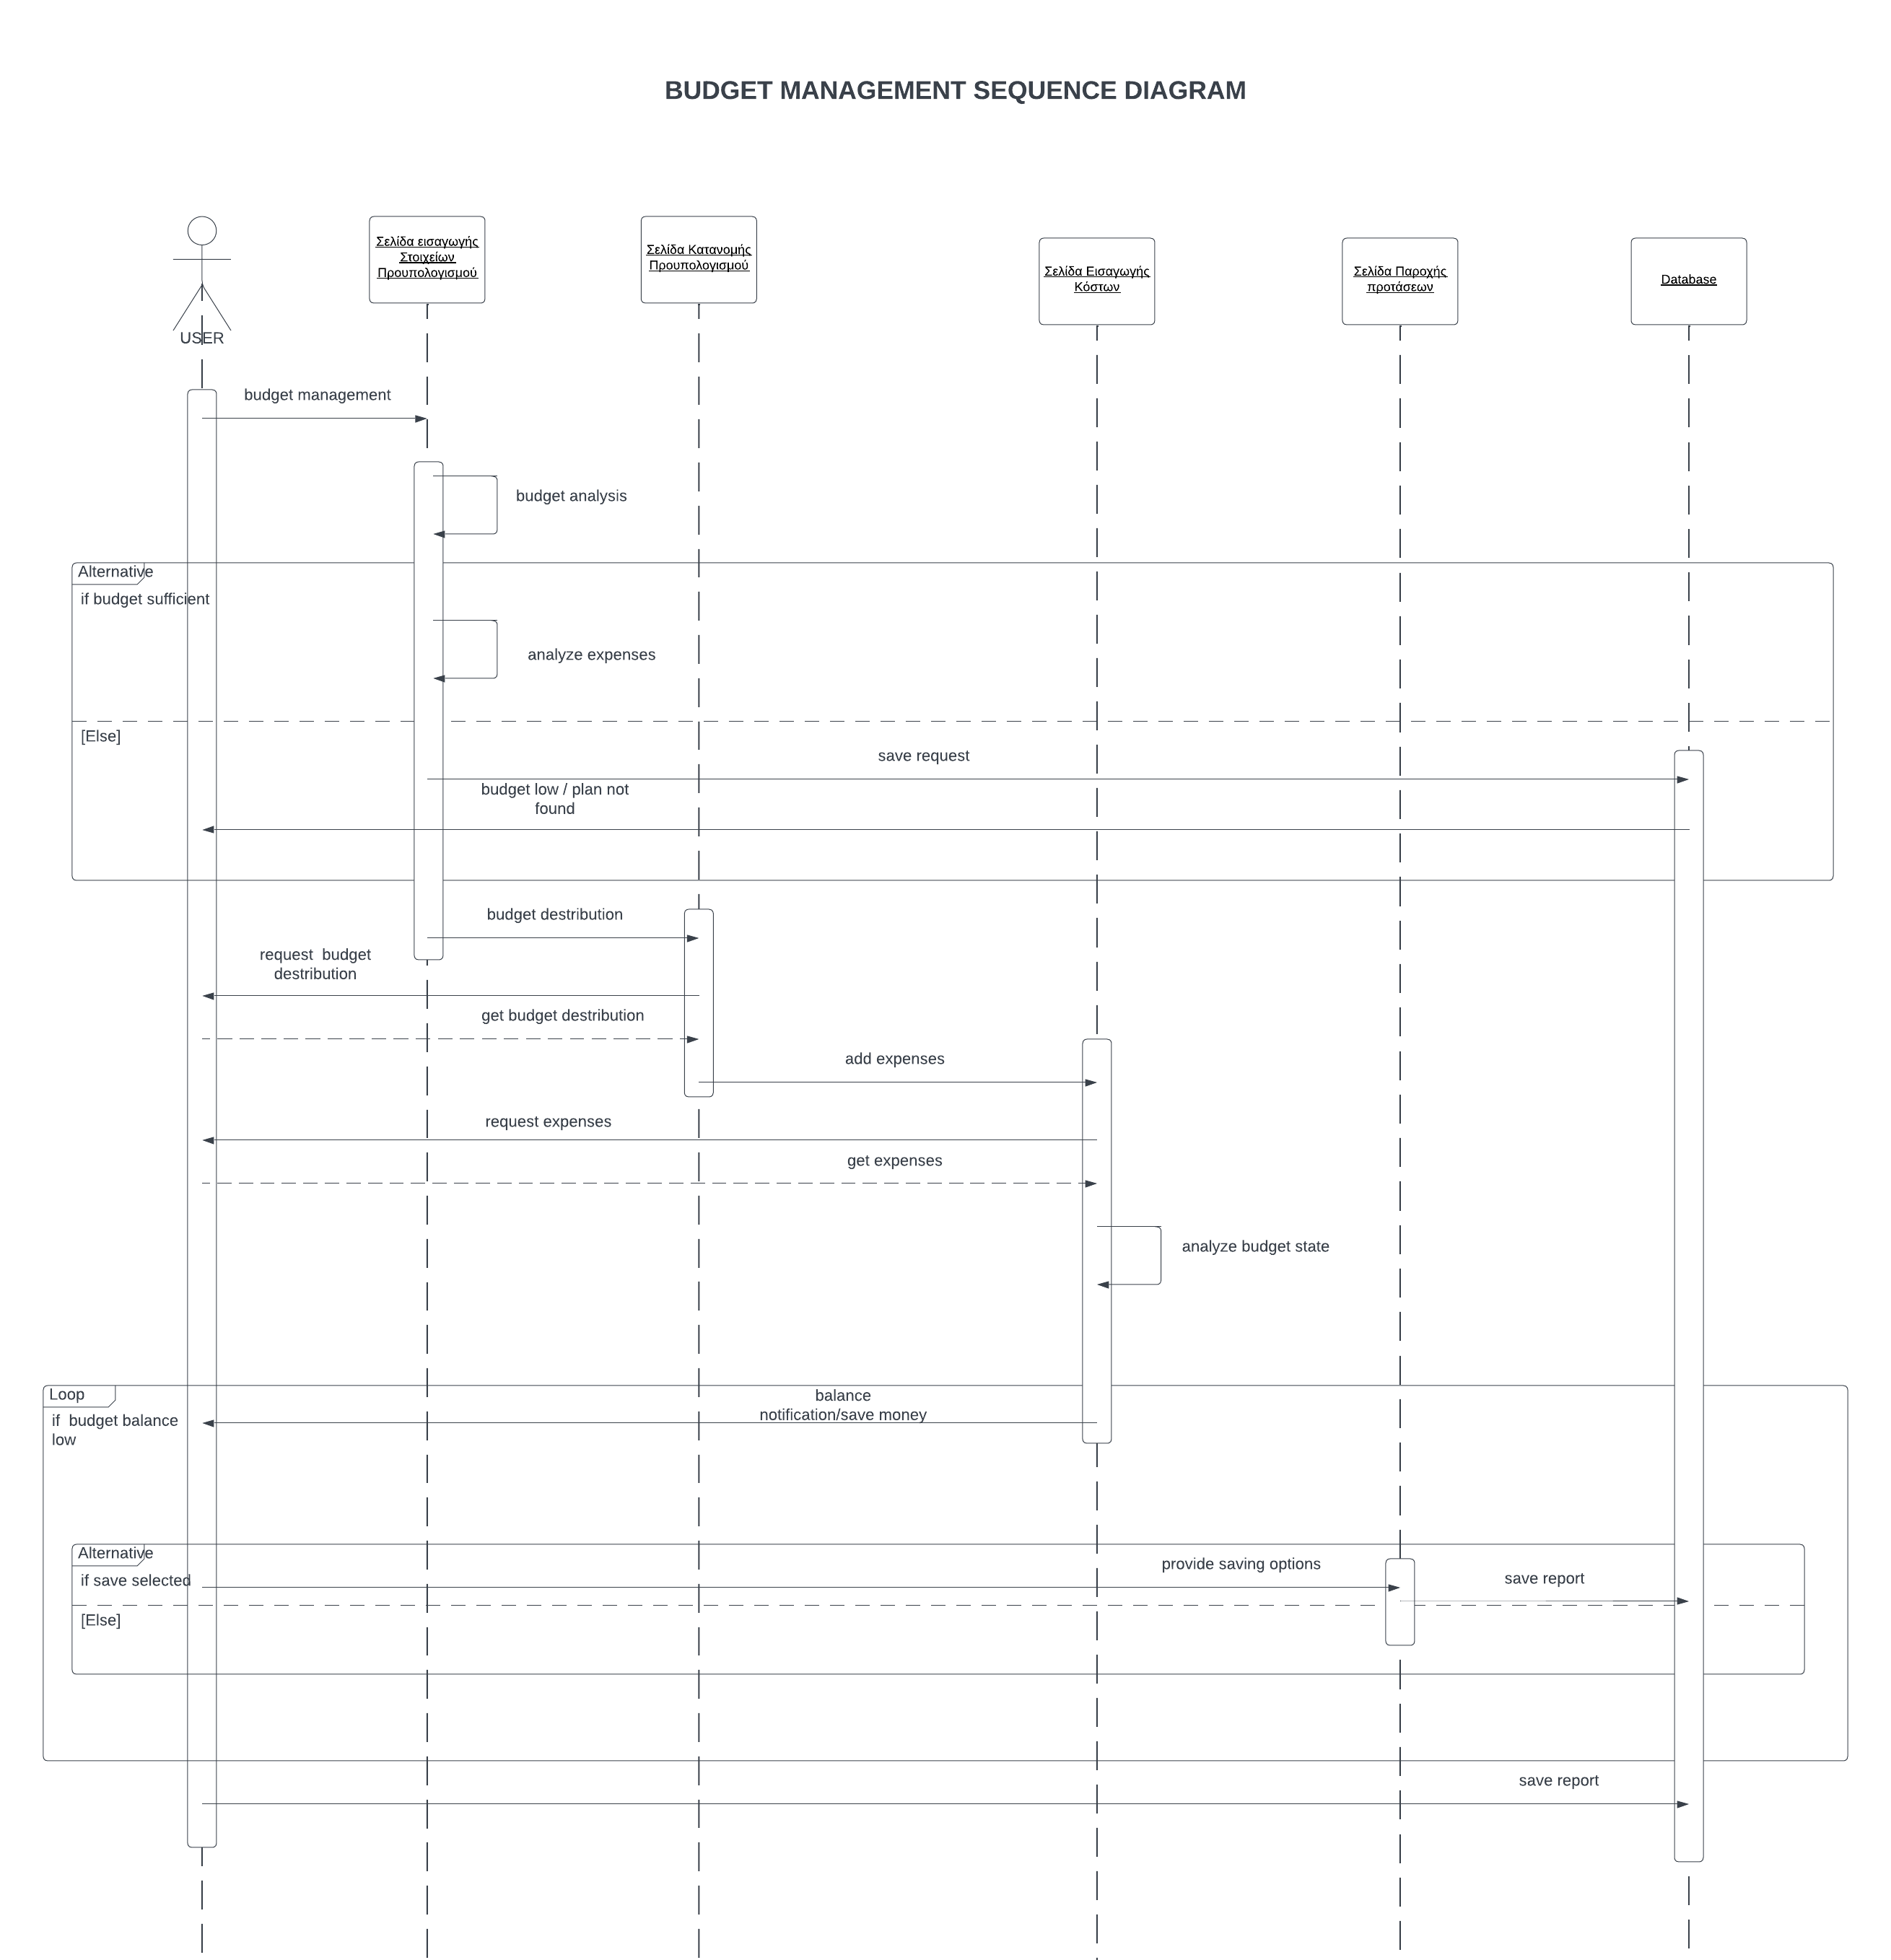 BUDGET MANAGEMENT SEQUENCE DIAGRAM
USER
Σελίδα εισαγωγής
Στοιχείων
Προυπολογισμού
Σελίδα Κατανομής
Προυπολογισμού
Σελίδα Εισαγωγής
Κόστων
Σελίδα Παροχής
προτάσεων
Database
budget management
budget analysis
Alternative
if budget sufficient
analyze expenses
[Else]
save request
budget low / plan not
found
budget destribution
request  budget
destribution
get budget destribution
add expenses
request expenses
get expenses
analyze budget state
Loop
if  budget balance
low
balance
notification/save money
Alternative
if save selected
provide saving options
save report
[Else]
save report